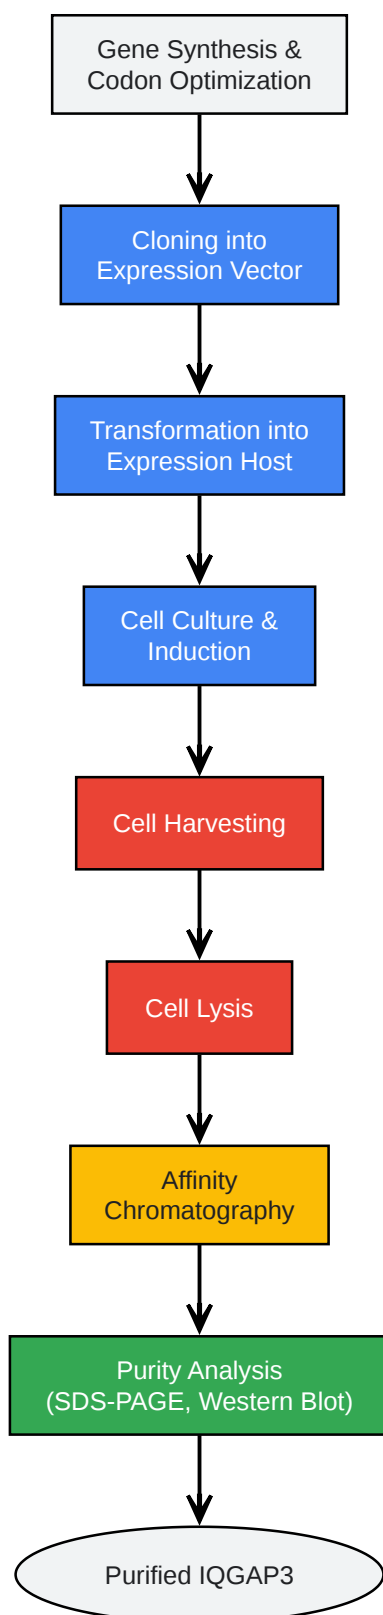 Gene Synthesis &
Codon Optimization
Cloning into
Expression Vector
Transformation into
Expression Host
Cell Culture &
Induction
Cell Harvesting
Cell Lysis
Affinity
Chromatography
Purity Analysis
(SDS-PAGE, Western Blot)
Purified IQGAP3